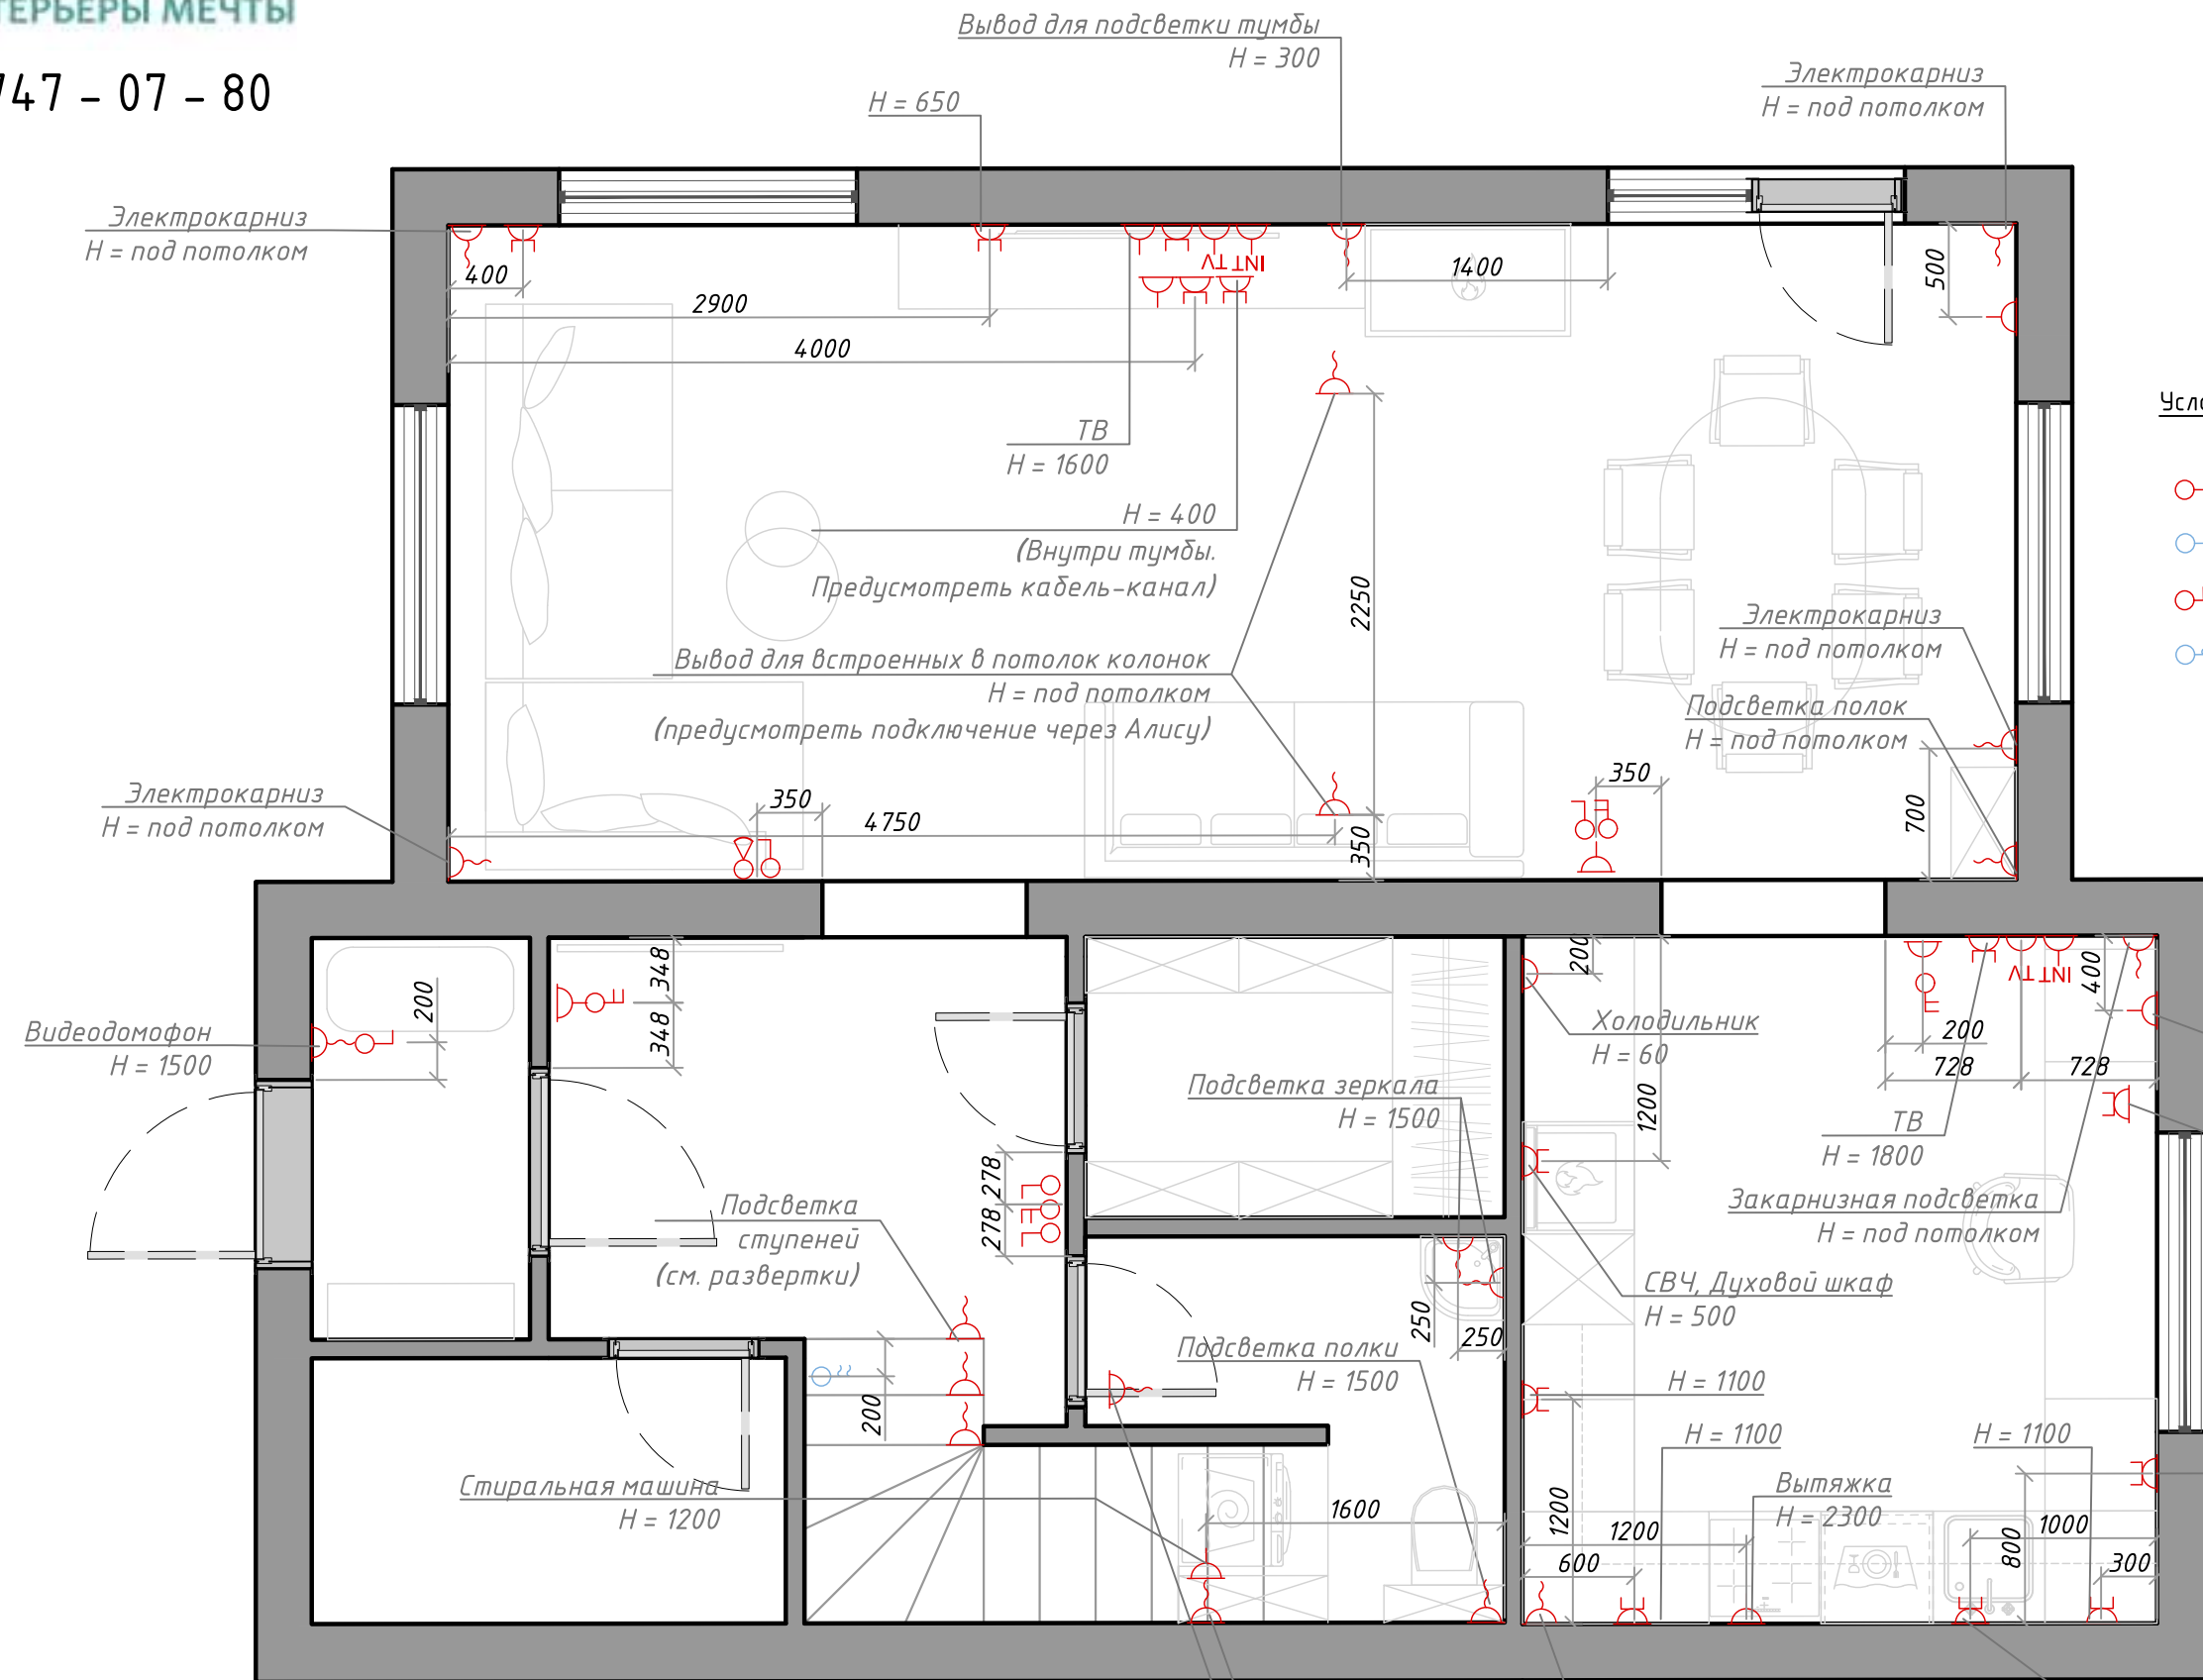 ТЕРЬЕРЫ МЕЧТЫ
747 - 07 - 80
Вывод для подсветки тумбы
H = 300
H = 650
Электрокарниз
H = под потолком
Электрокарниз
H = под потолком
400
2900
4000
1400
500
INT TV
ТВ
H = 1600
H = 400
(Внутри тумбы.
Предусмотреть кабель-канал)
2250
Вывод для встроенных в потолок колонок
H = под потолком
(предусмотреть подключение через Алису)
Электрокарниз
H = под потолком
Подсветка полок
H = под потолком
Усло
Электрокарниз
H = под потолком
350
4750
350
350
700
Видеодомофон
H = 1500
200
348
348
200
Холодильник
H = 60
1200
INT TV
400
200
728
728
ТВ
H = 1800
Закарнизная подсветка
H = под потолком
Подсветка зеркала
H = 1500
278
278
Подсветка
ступеней
(см. развертки)
250
250
СВЧ, Духовой шкаф
H = 500
Подсветка полки
H = 1500
H = 1100
200
H = 1100
H = 1100
Стиральная машина
H = 1200
1600
Вытяжка
H = 2300
1200
1200
600
1000
800
300